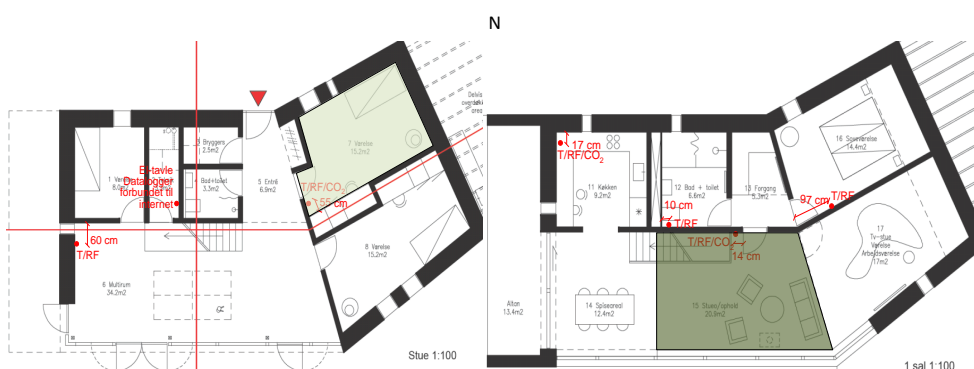 N
Bryggers
2.5m2
7 Værelse
15.2m2
1 Værelse
8.0m2
El-tavle
Datalogger
forbundet til
internet
Bad+toilet
3.3m2
5 Entré
6.9m2
T/RF/CO2
55 cm
60 cm
T/RF
8 Værelse
15.2m2
6 Multirum
34.2m2
Stue 1:100
17 cm
T/RF/CO2
11 Køkken
9.2m2
12 Bad + toilet
6.6m2
13 Forgang
5.3m2
16 Soveværelse
14.4m2
97 cm
T/RF
10 cm
T/RF
T/RF/CO2
14 cm
17
Tv-stue
Værelse
Arbejdsværelse
17m2
Altan
13.4m2
14 Spiseareal
12.4m2
20.9m2
1 sal 1:100